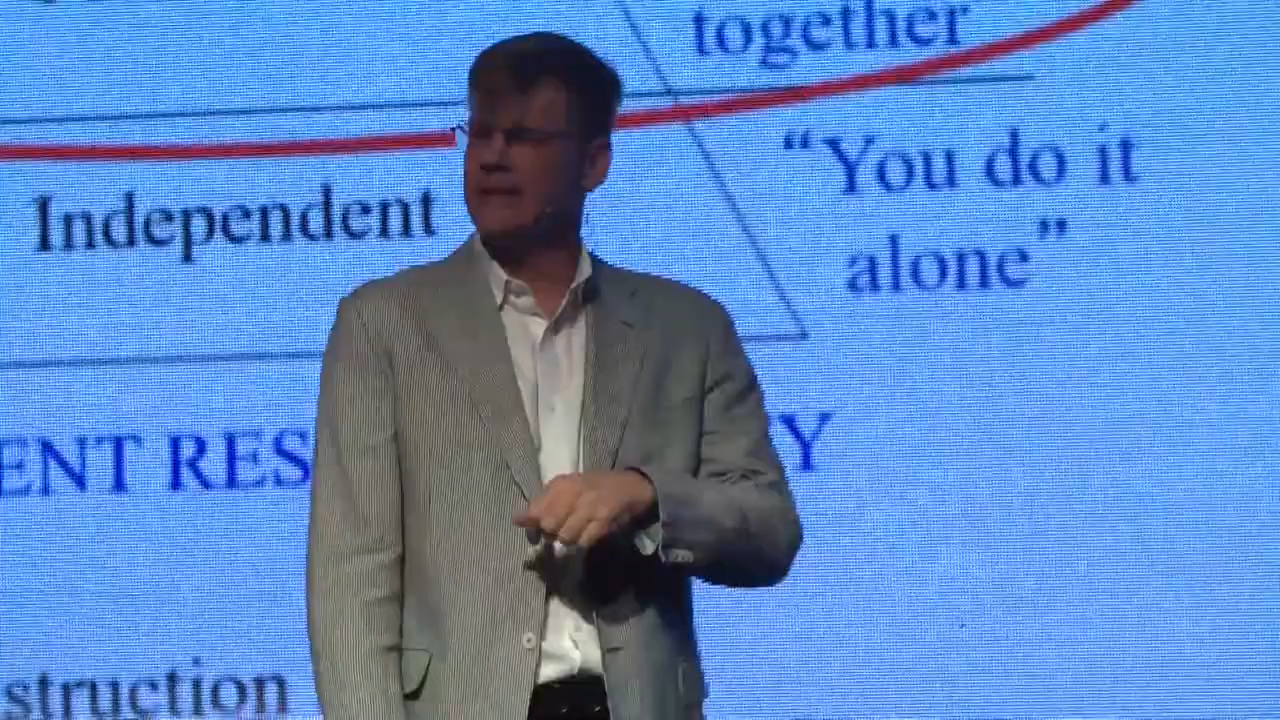 together
Independent
“You do it
alone”
ENT RES Y
struction